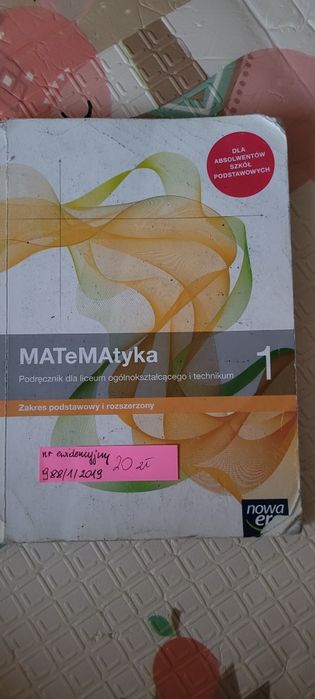 DLA
ABSOLWENTÓW
SZKÓŁ
PODSTAWOWYCH
MATeMAtyka 1
Podręcznik dla liceum ogólnokształcącego i technikum
Zakres podstawowy i rozszerzony
nr ewidencyjny
988/1/2019 20 zł
nowa
era